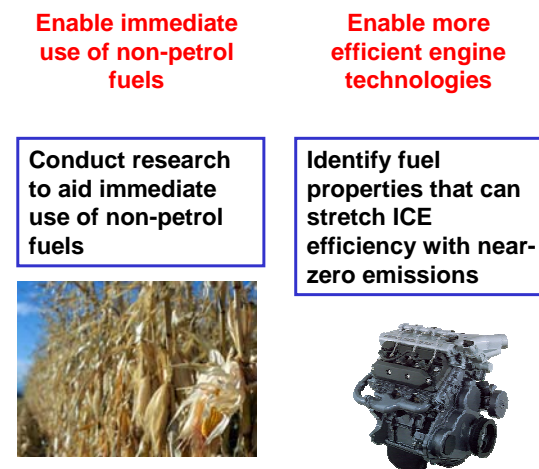 Enable immediate
use of non-petrol
fuels
Enable more
efficient engine
technologies
Conduct research
to aid immediate
use of non-petrol
fuels
Identify fuel
properties that can
stretch ICE
efficiency with near-
zero emissions